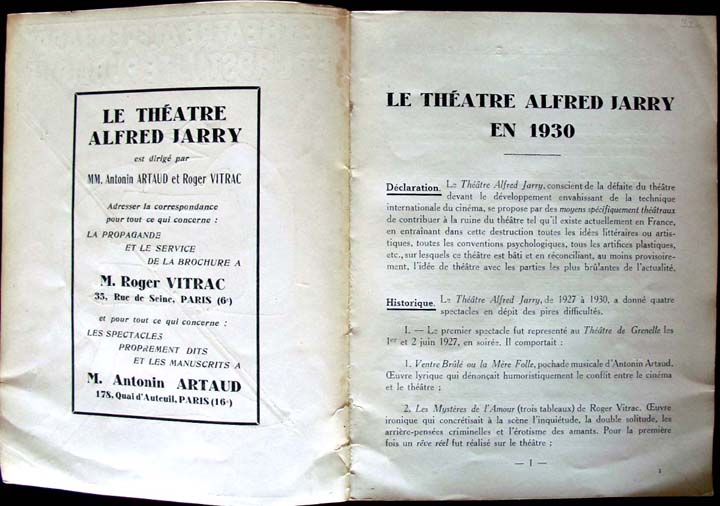 LE THÉATRE
ALFRED JARRY
est dirigé par
MM. Antonin ARTAUD et Roger VITRAC
Adresser la correspondance
pour tout ce qui concerne :
LA PROPAGANDE
ET LE SERVICE
DE LA BROCHURE A
M. Roger VITRAC
35, Rue de Seine, PARIS (6e)
et pour tout ce qui concerne :
LES SPECTACLES
PROPREMENT DITS
ET LES MANUSCRITS A
M. Antonin ARTAUD
178, Quai d'Auteuil, PARIS (16e)
LE THÉATRE ALFRED JARRY
EN 1930
Déclaration. Le Théâtre Alfred Jarry, conscient de la défaite du théâtre
devant le développement envahissant de la technique
internationale du cinéma, se propose par des moyens spécifiquement théâtraux
de contribuer à la ruine du théâtre tel qu'il existe actuellement en France,
en entraînant dans cette destruction toutes les idées littéraires ou artis-
tiques, toutes les conventions psychologiques, tous les artifices plastiques,
etc., sur lesquels ce théâtre est bâti et en réconciliant, au moins provisoire-
ment, l'idée de théâtre avec les parties les plus brûlantes de l'actualité.
Historique. Le Théâtre Alfred Jarry, de 1927 à 1930, a donné quatre
spectacles en dépit des pires difficultés.
I. — Le premier spectacle fut représenté au Théâtre de Grenelle les
1er et 2 juin 1927, en soirée. Il comportait :
1. Ventre Brûlé ou la Mère Folle, pochade musicale d'Antonin Artaud.
Œuvre lyrique qui dénonçait humoristiquement le conflit entre le cinéma
et le théâtre ;
2. Les Mystères de l'Amour (trois tableaux) de Roger Vitrac. Œuvre
ironique qui concrétisait à la scène l'inquiétude, la double solitude, les
arrière-pensées criminelles et l'érotisme des amants. Pour la première
fois un rêve réel fut réalisé sur le théâtre ;
— 1 —
1